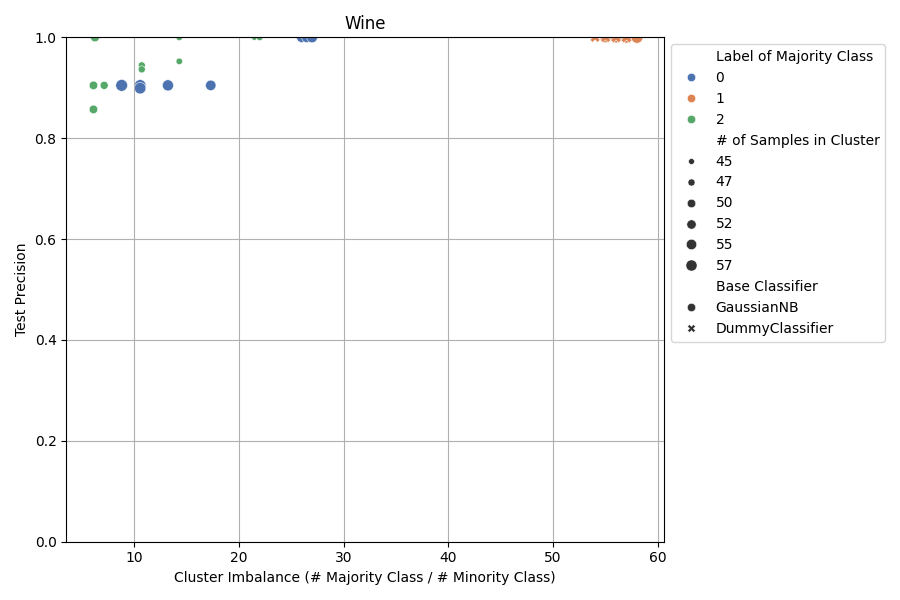 Wine
1.0
0.8
0.6
0.4
0.2
0.0
Test Precision
10
20
30
40
50
60
Cluster Imbalance (# Majority Class / # Minority Class)
Label of Majority Class
0
1
2
# of Samples in Cluster
45
47
50
52
55
57
Base Classifier
GaussianNB
DummyClassifier